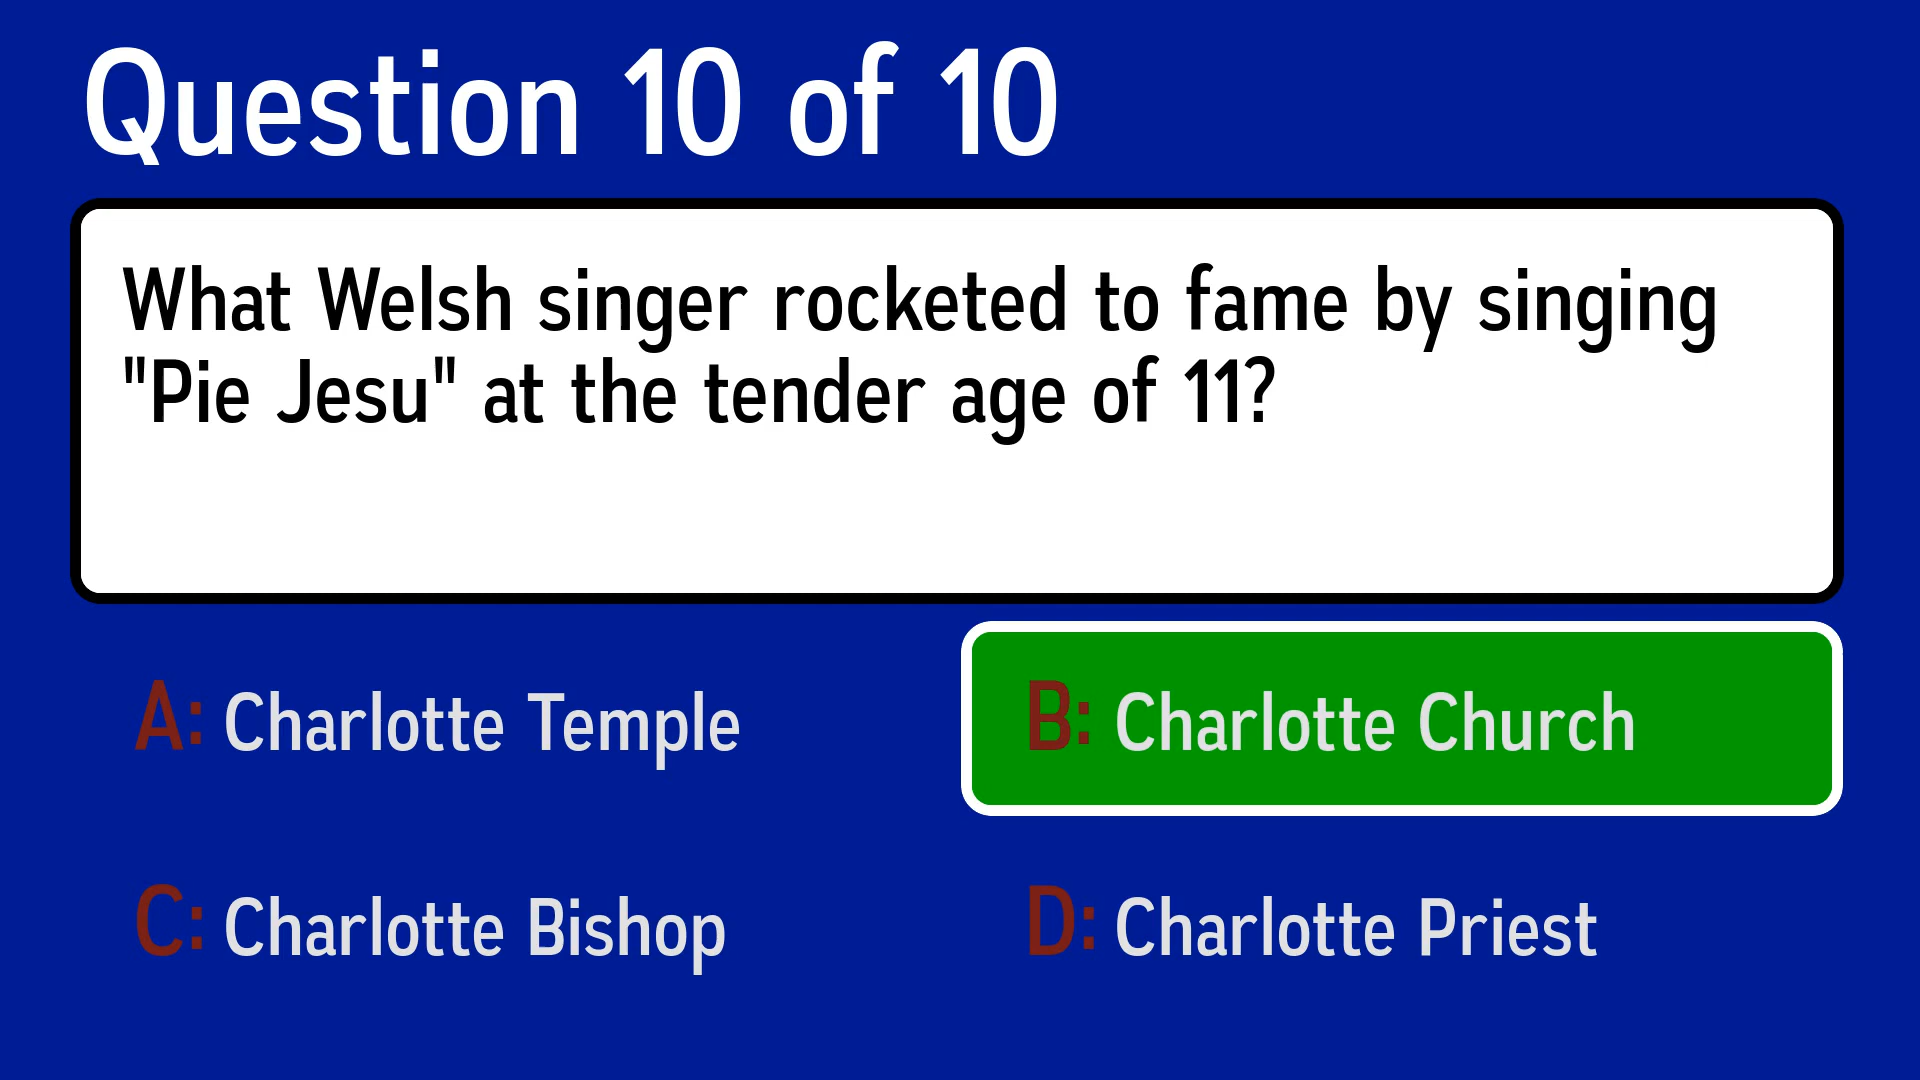 Question 10 of 10
What Welsh singer rocketed to fame by singing
"Pie Jesu" at the tender age of 11?
A: Charlotte Temple
B: Charlotte Church
C: Charlotte Bishop
D: Charlotte Priest